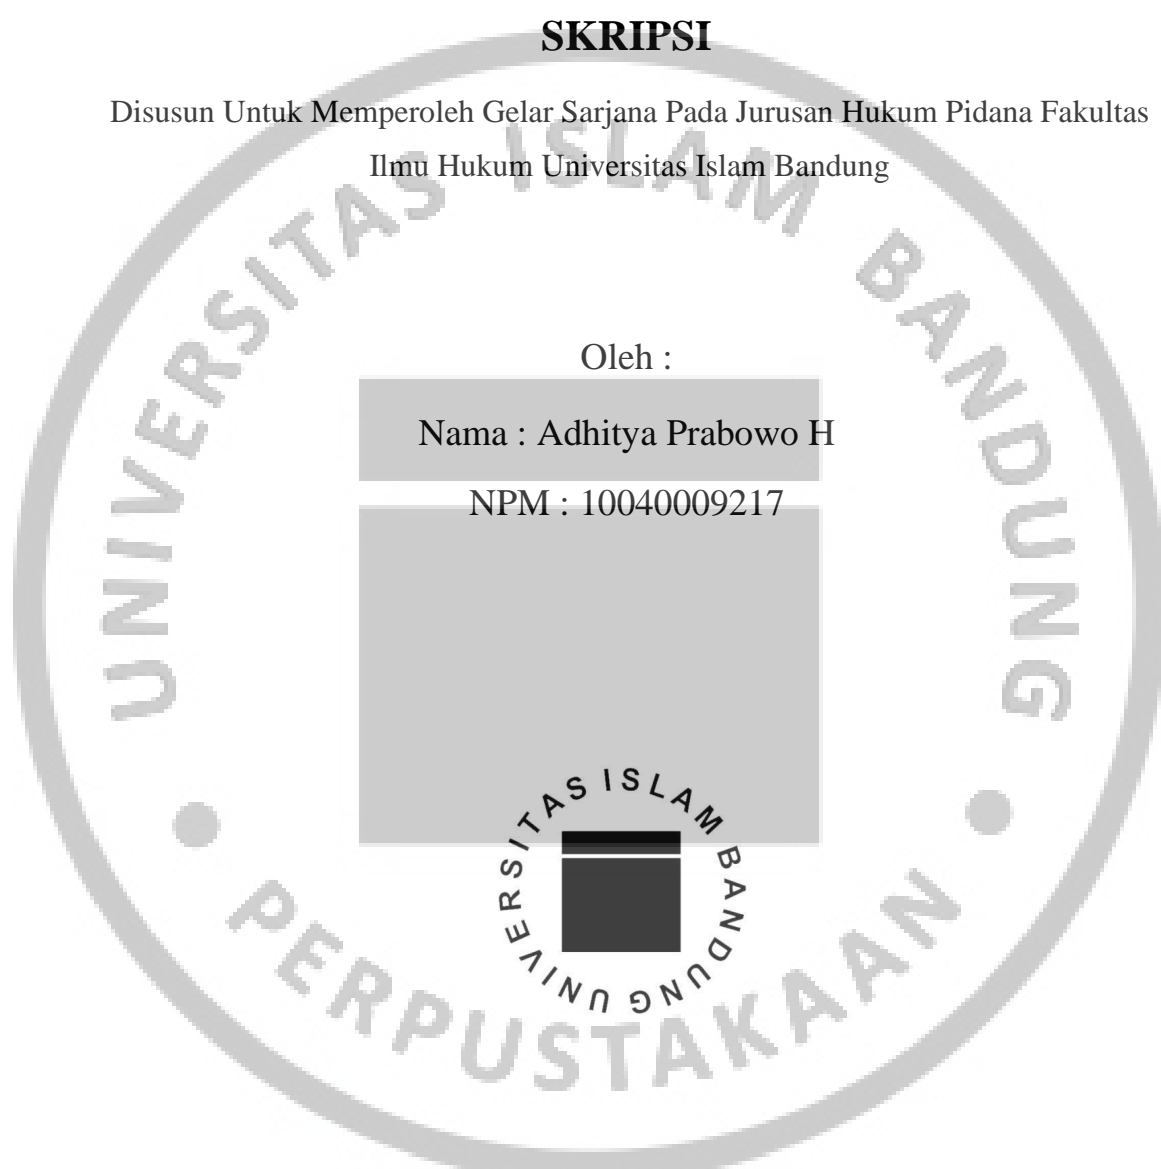 SKRIPSI
Disusun Untuk Memperoleh Gelar Sarjana Pada Jurusan Hukum Pidana Fakultas
Ilmu Hukum Universitas Islam Bandung
Oleh :
Nama : Adhitya Prabowo H
NPM : 10040009217
UNIVERSITAS ISLAM BANDUNG
UNIVERSITAS ISLAM BANDUNG
PERPUSTAKAAN